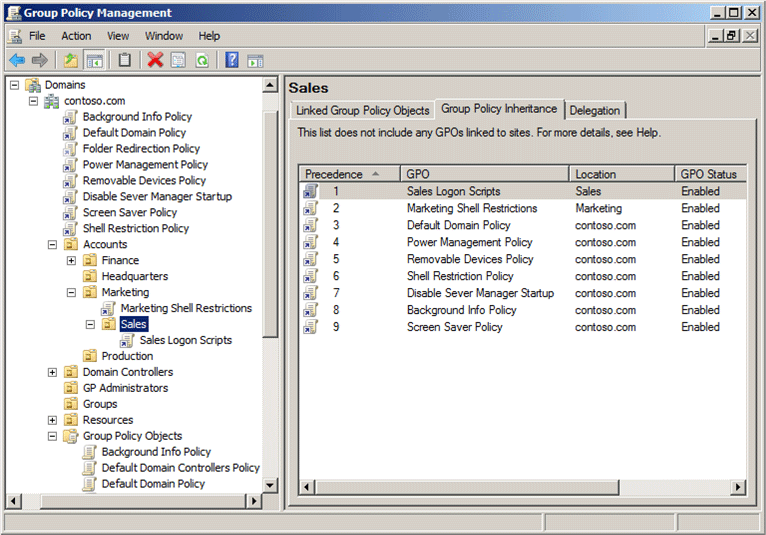 Group Policy Management
File Action View Window Help
Domains
contoso.com
Background Info Policy
Default Domain Policy
Folder Redirection Policy
Power Management Policy
Removable Devices Policy
Disable Sever Manager Startup
Screen Saver Policy
Shell Restriction Policy
Accounts
Finance
Headquarters
Marketing
Marketing Shell Restrictions
Sales
Sales Logon Scripts
Production
Domain Controllers
GP Administrators
Groups
Resources
Group Policy Objects
Background Info Policy
Default Domain Controllers Policy
Default Domain Policy
Sales
Linked Group Policy Objects Group Policy Inheritance Delegation
This list does not include any GPOs linked to sites. For more details, see Help.
Precedence GPO Location GPO Status
1 Sales Logon Scripts Sales Enabled
2 Marketing Shell Restrictions Marketing Enabled
3 Default Domain Policy contoso.com Enabled
4 Power Management Policy contoso.com Enabled
5 Removable Devices Policy contoso.com Enabled
6 Shell Restriction Policy contoso.com Enabled
7 Disable Sever Manager Startup contoso.com Enabled
8 Background Info Policy contoso.com Enabled
9 Screen Saver Policy contoso.com Enabled